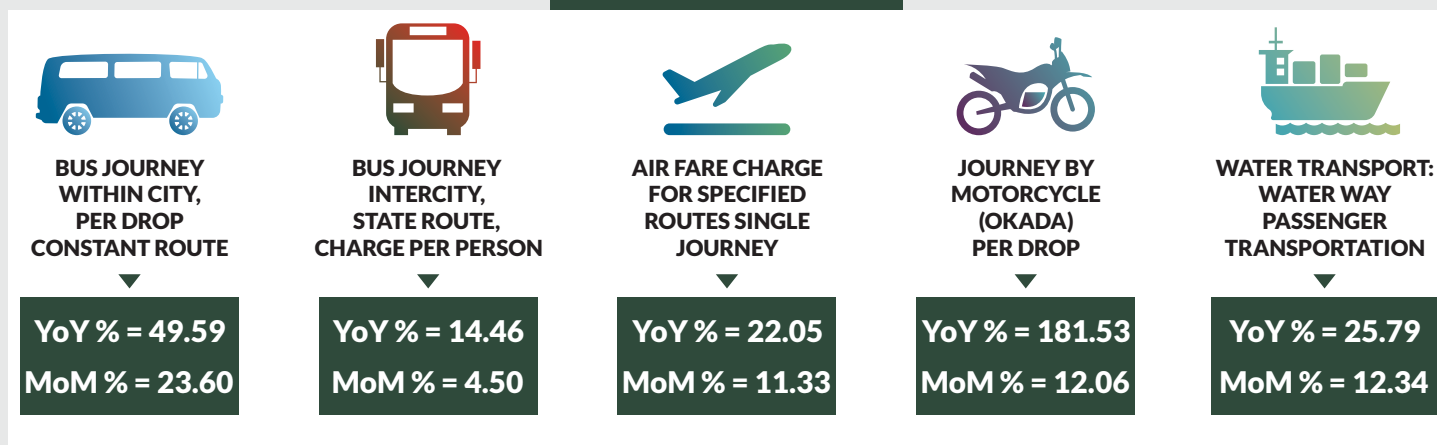 BUS JOURNEY
WITHIN CITY,
PER DROP
CONSTANT ROUTE
YoY % = 49.59
MoM % = 23.60
BUS JOURNEY
INTERCITY,
STATE ROUTE,
CHARGE PER PERSON
YoY % = 14.46
MoM % = 4.50
AIR FARE CHARGE
FOR SPECIFIED
ROUTES SINGLE
JOURNEY
YoY % = 22.05
MoM % = 11.33
JOURNEY BY
MOTORCYCLE
(OKADA)
PER DROP
YoY % = 181.53
MoM % = 12.06
WATER TRANSPORT:
WATER WAY
PASSENGER
TRANSPORTATION
YoY % = 25.79
MoM % = 12.34